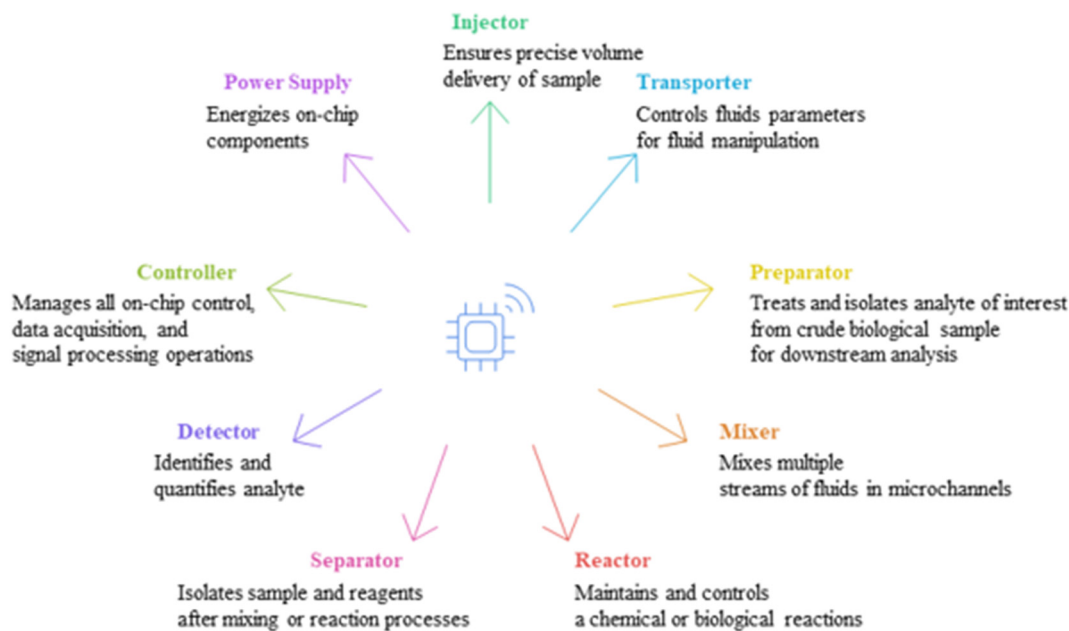 Injector
Ensures precise volume
delivery of sample
Transporter
Controls fluids parameters
for fluid manipulation
Preparator
Treats and isolates analyte of interest
from crude biological sample
for downstream analysis
Mixer
Mixes multiple
streams of fluids in microchannels
Reactor
Maintains and controls
a chemical or biological reactions
Separator
Isolates sample and reagents
after mixing or reaction processes
Detector
Identifies and
quantifies analyte
Controller
Manages all on-chip control,
data acquisition, and
signal processing operations
Power Supply
Energizes on-chip
components